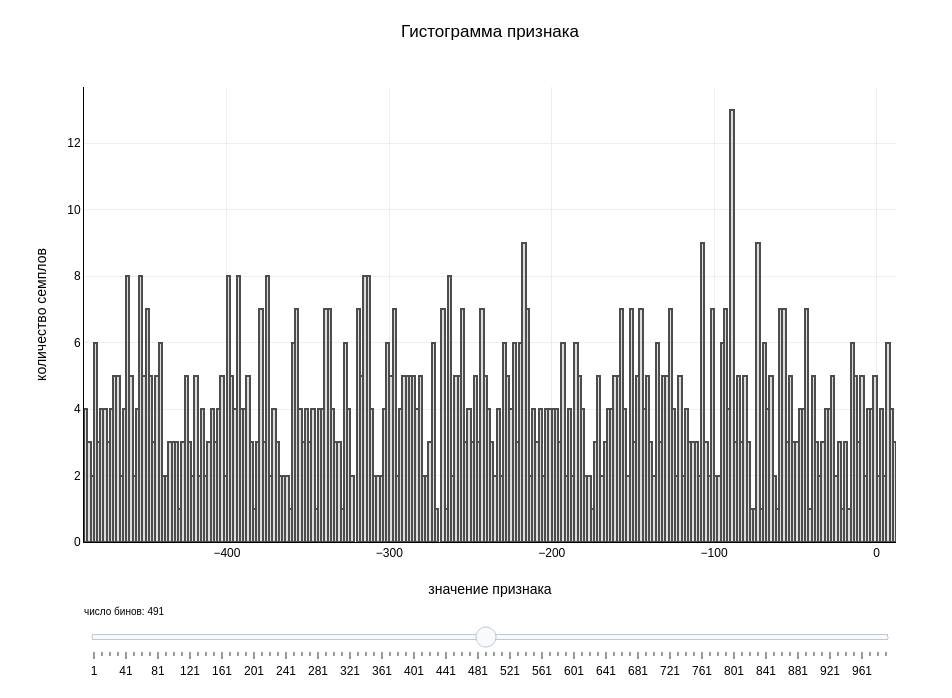 Гистограмма признака
количество семплов
12
10
8
6
4
2
0
−400 −300 −200 −100 0
значение признака
число бинов: 491
1 41 81 121 161 201 241 281 321 361 401 441 481 521 561 601 641 681 721 761 801 841 881 921 961